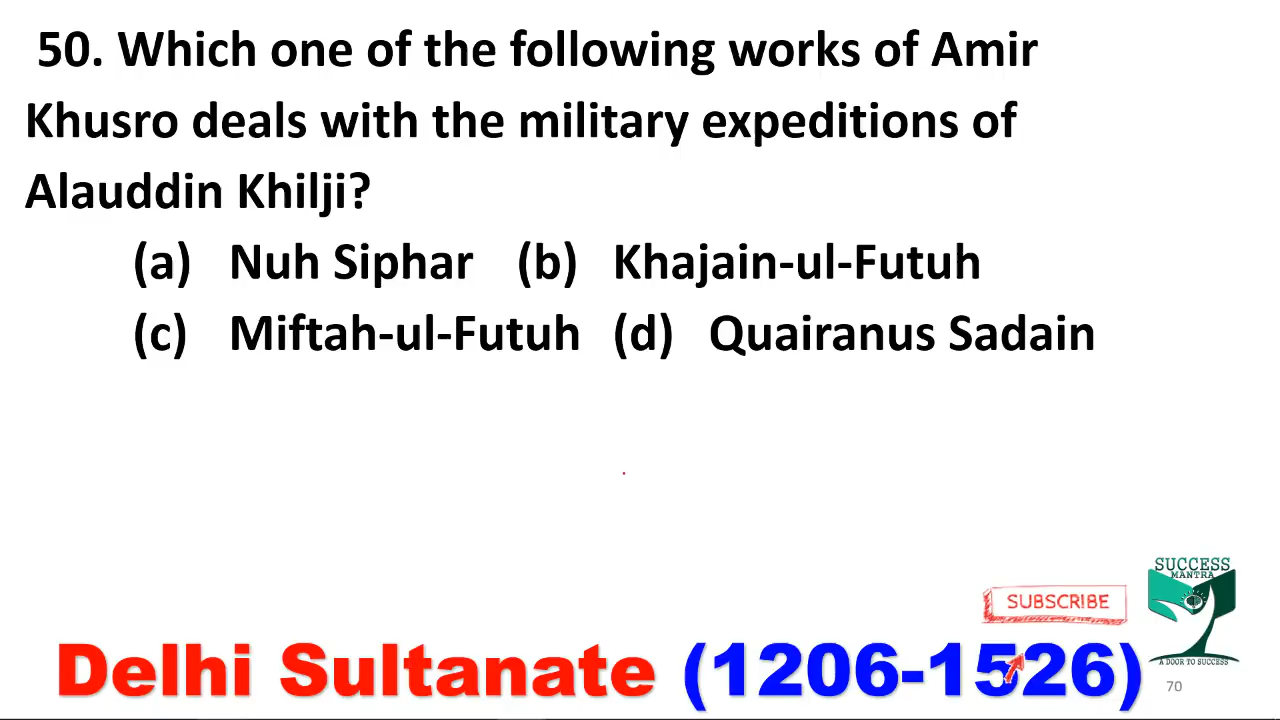 50. Which one of the following works of Amir
Khusro deals with the military expeditions of
Alauddin Khilji?
(a) Nuh Siphar (b) Khajain-ul-Futuh
(c) Miftah-ul-Futuh (d) Quairanus Sadain
SUCCESS
MANTRA
SUBSCRIBE
Delhi Sultanate (1206-1526)
A DOOR TO SUCCESS
70